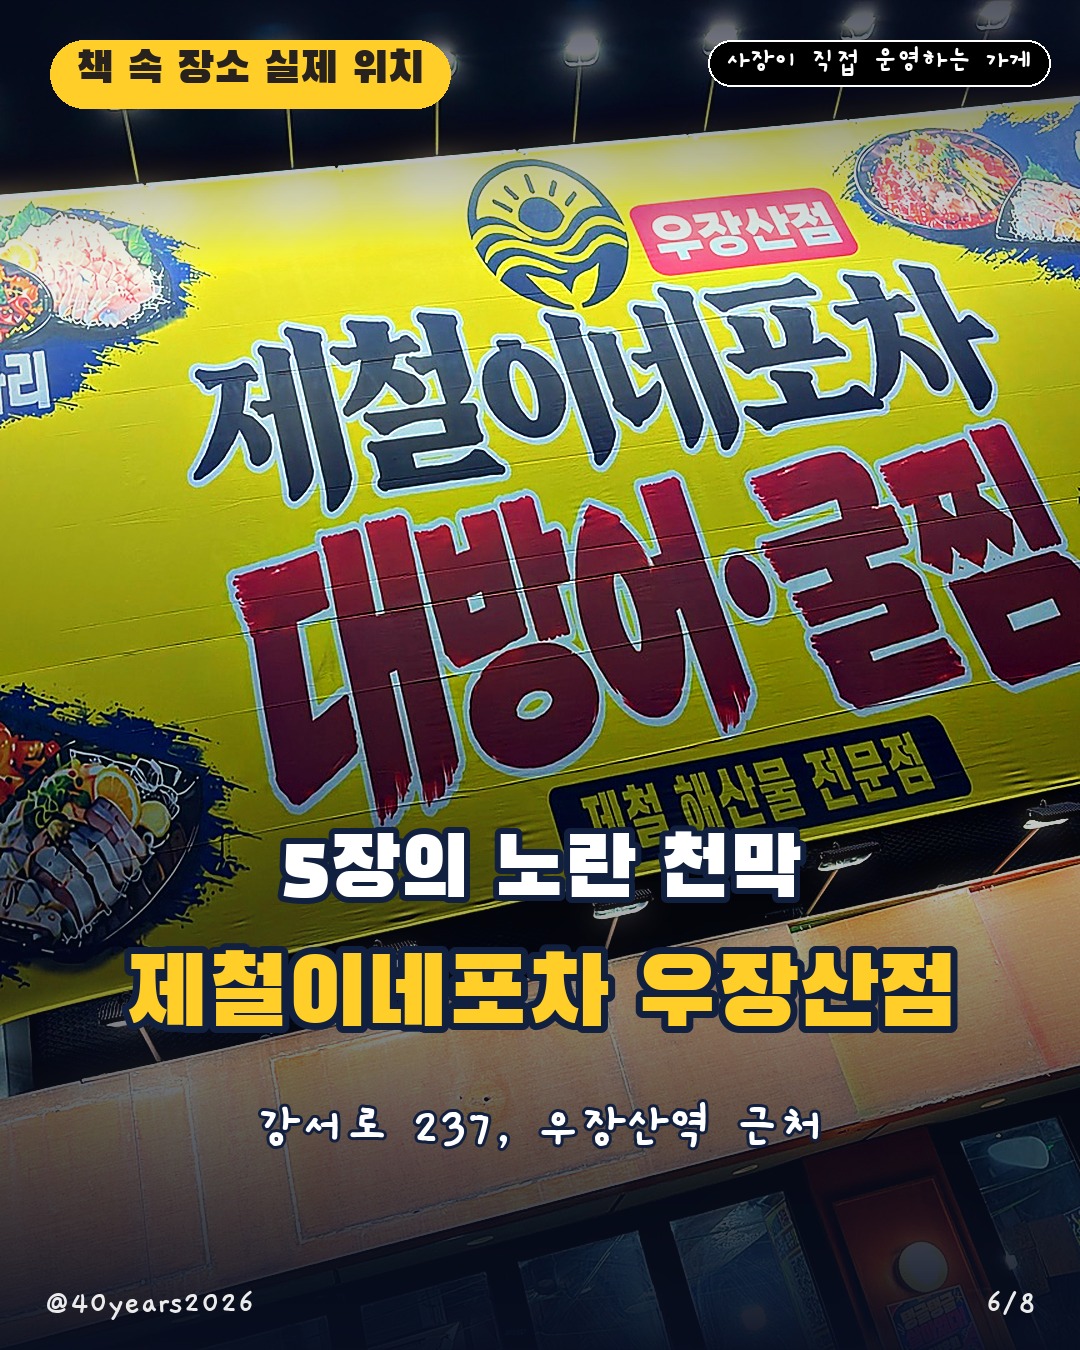 책 속 장소 실제 위치
사장이 직접 운영하는 가게
우장산점
제철이네포차
대방어·굴찜
제철 해산물 전문점
5장의 노란 천막
제철이네포차 우장산점
강서로 237, 우장산역 근처
@40years2026
6/8